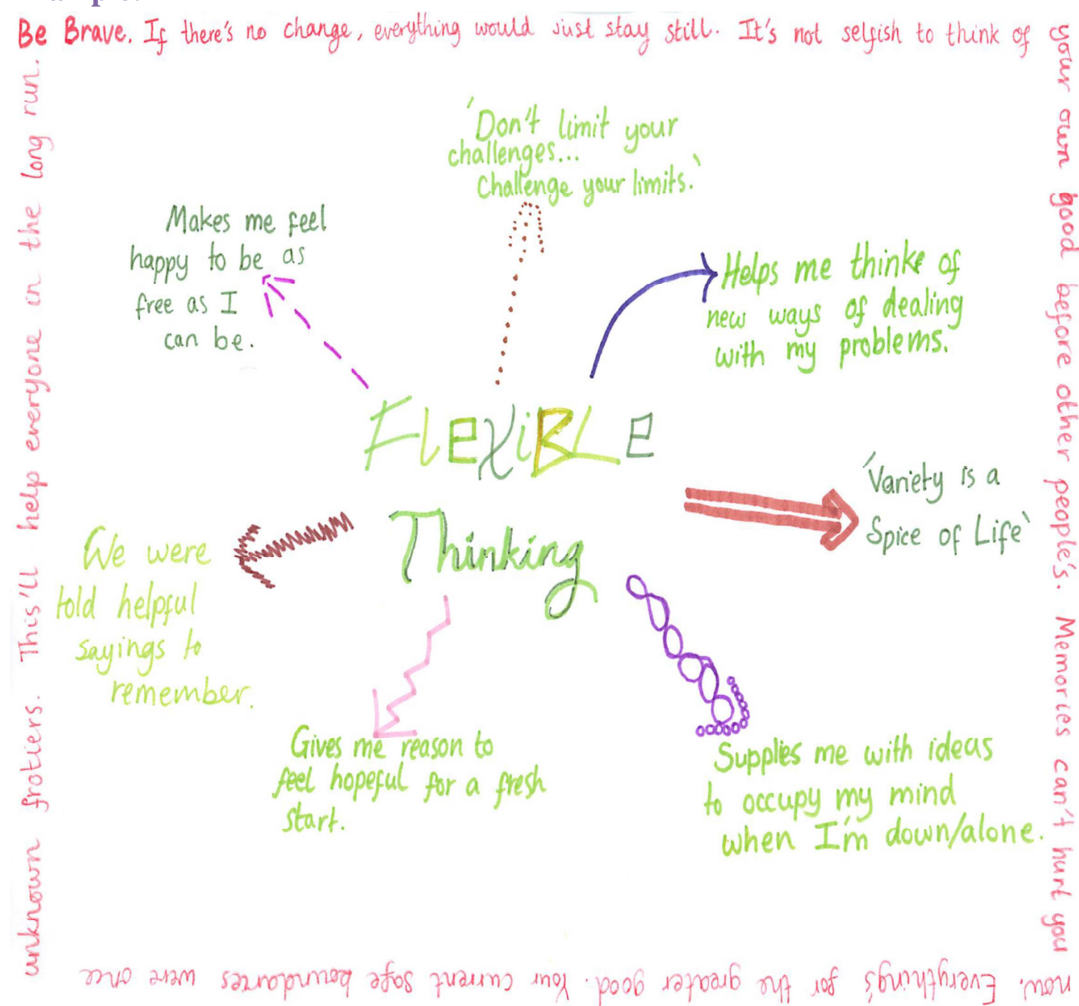 Be Brave. If there's no change, everything would just stay still. It's not selfish to think of
your own good before other people's. Memories can't hurt you
now. Everything's for the greater good. Your current safe boundaries were once
unknown frotiers. This'll help everyone in the long run.
'Don't limit your
challenges...
Challenge your limits.'
Makes me feel
happy to be as
free as I
can be.
Helps me thinke of
new ways of dealing
with my problems.
FLEXiBLE
Thinking
'Variety is a
Spice of Life'
We were
told helpful
sayings to
remember.
Gives me reason to
feel hopeful for a fresh
start.
Supplies me with ideas
to occupy my mind
when I'm down/alone.